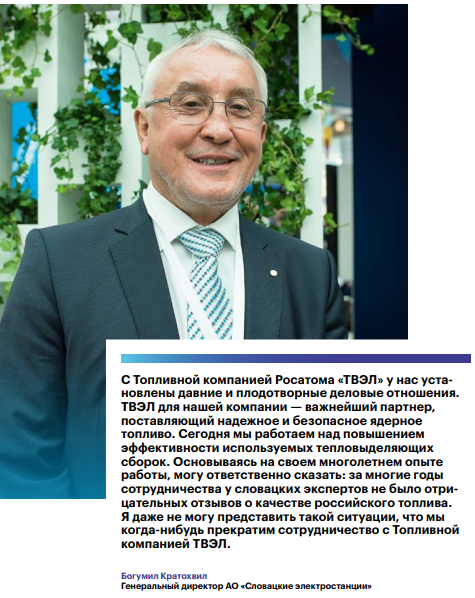 С Топливной компанией Росатома «ТВЭЛ» у нас уста-
новлены давние и плодотворные деловые отношения.
ТВЭЛ для нашей компании — важнейший партнер,
поставляющий надежное и безопасное ядерное
топливо. Сегодня мы работаем над повышением
эффективности используемых тепловыделяющих
сборок. Основываясь на своем многолетнем опыте
работы, могу ответственно сказать: за многие годы
сотрудничества у словацких экспертов не было отри-
цательных отзывов о качестве российского топлива.
Я даже не могу представить такой ситуации, что мы
когда-нибудь прекратим сотрудничество с Топливной
компанией ТВЭЛ.
Богумил Кратохвил
Генеральный директор АО «Словацкие электростанции»